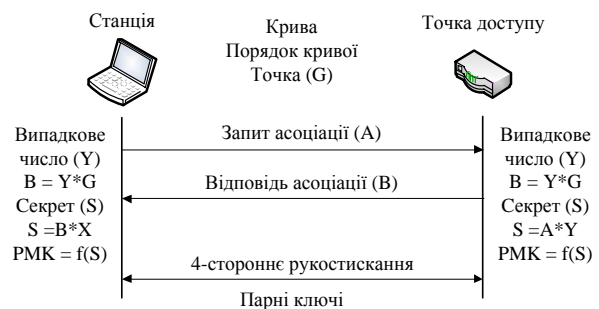 Станція
Крива
Порядок кривої
Точка (G)
Точка доступу
Випадкове
число (Y)
B = Y*G
Секрет (S)
S =B*X
PMK = f(S)
Запит асоціації (A)
Відповідь асоціації (B)
4-стороннє рукостискання
Парні ключі
Випадкове
число (Y)
B = Y*G
Секрет (S)
S =A*Y
PMK = f(S)